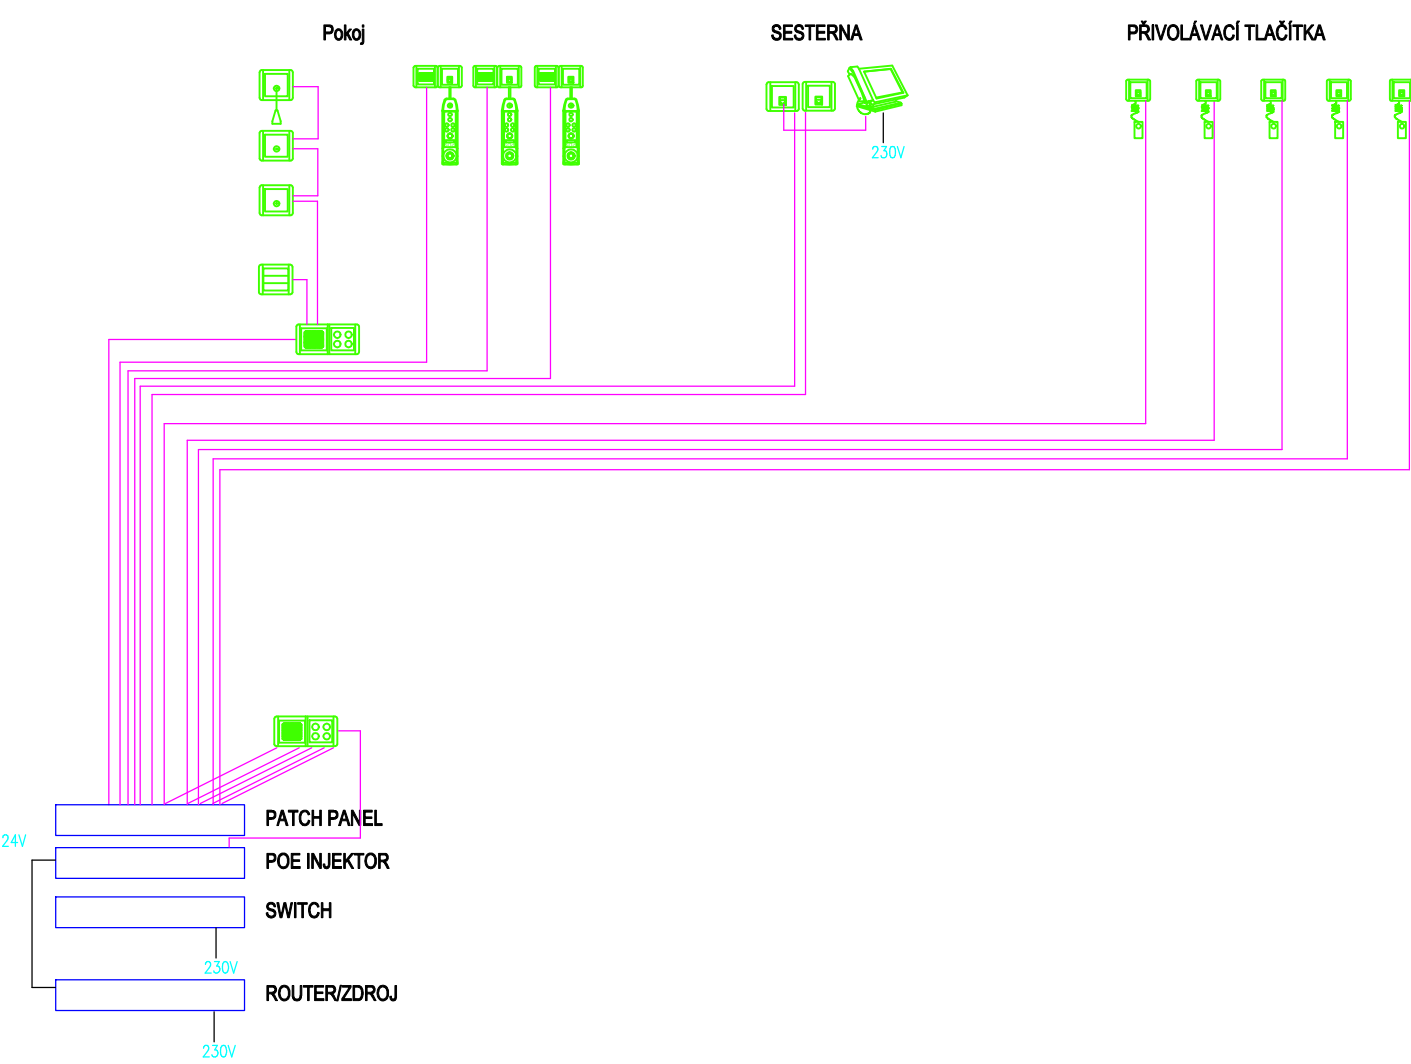 Pokoj
SESTERNA
PŘIVOLÁVACÍ TLAČÍTKA
230V
PATCH PANEL
24V
POE INJEKTOR
SWITCH
230V
ROUTER/ZDROJ
230V